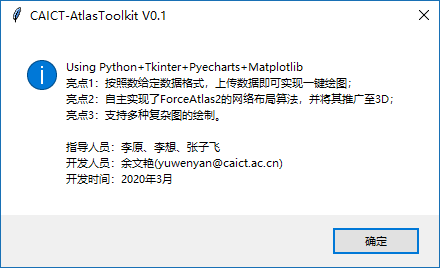 CAICT-AtlasToolkit V0.1
Using Python+Tkinter+Pyecharts+Matplotlib
亮点1：按照数给定数据格式，上传数据即可实现一键绘图；
亮点2：自主实现了ForceAtlas2的网络布局算法，并将其推广至3D；
亮点3：支持多种复杂图的绘制。
指导人员：李原、李想、张子飞
开发人员：余文艳(yuwenyan@caict.ac.cn)
开发时间：2020年3月
确定